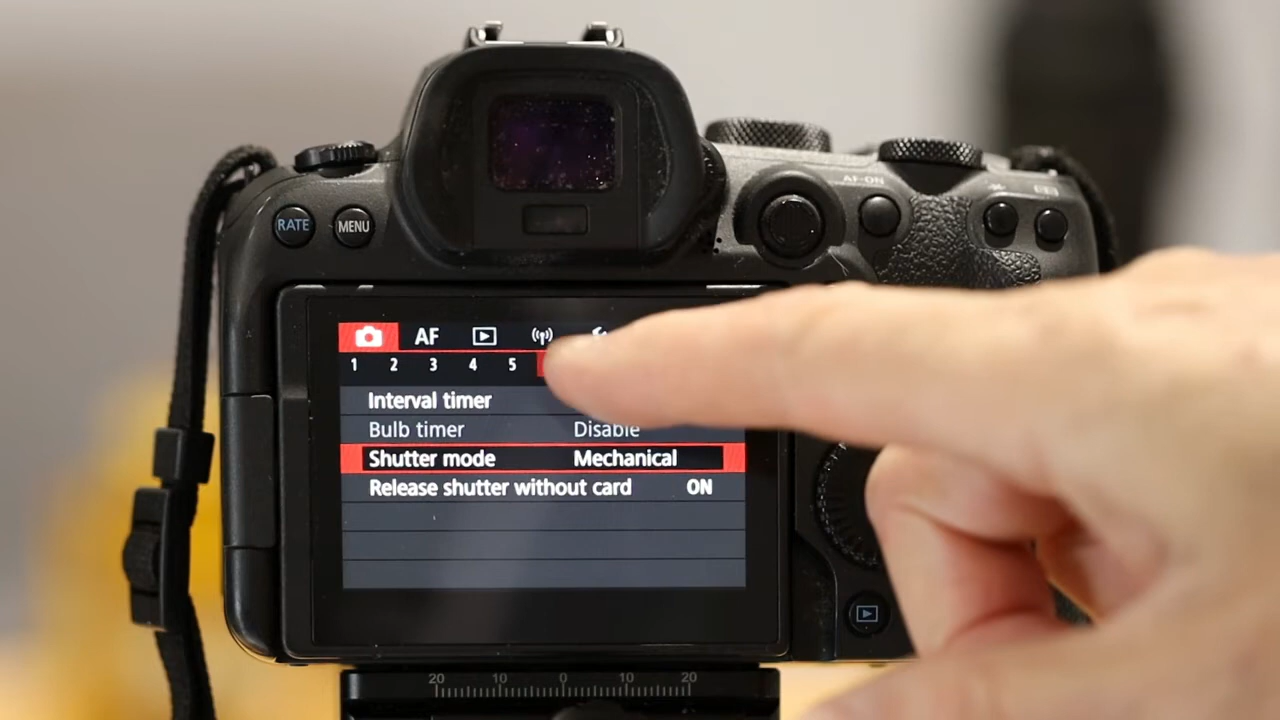 RATE
MENU
AF-ON
AF
1 2 3 4 5
Interval timer
Bulb timer Disable
Shutter mode Mechanical
Release shutter without card ON
20 10 0 10 20